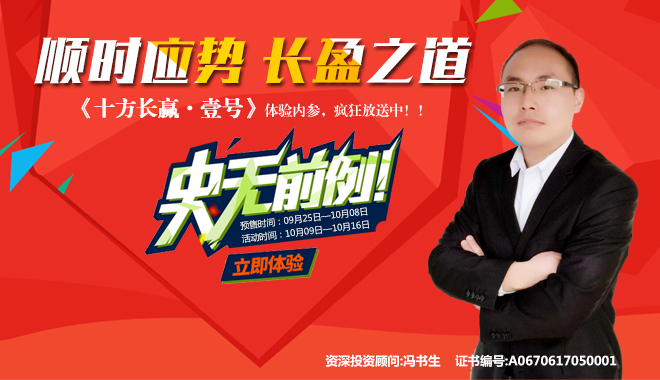 顺时应势 长盈之道
《十方长赢·壹号》体验内参，疯狂放送中！！
史无前例！
预售时间：09月25日—10月08日
活动时间：10月09日—10月16日
立即体验
资深投资顾问:冯书生 证书编号:A0670617050001